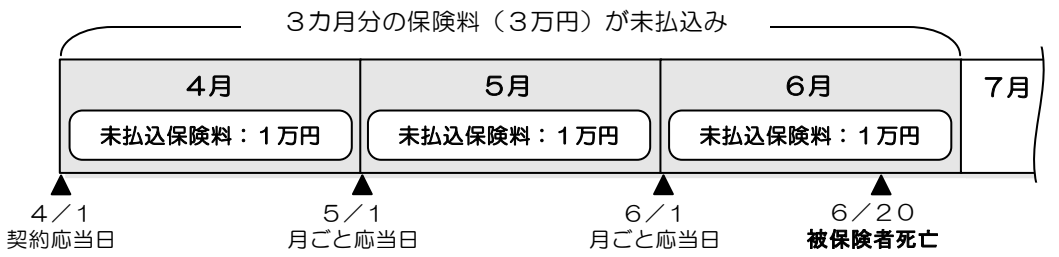 ３カ月分の保険料（３万円）が未払込み
４月
５月
６月
７月
未払込保険料：１万円
未払込保険料：１万円
未払込保険料：１万円
４／１
契約応当日
５／１
月ごと応当日
６／１
月ごと応当日
６／２０
被保険者死亡